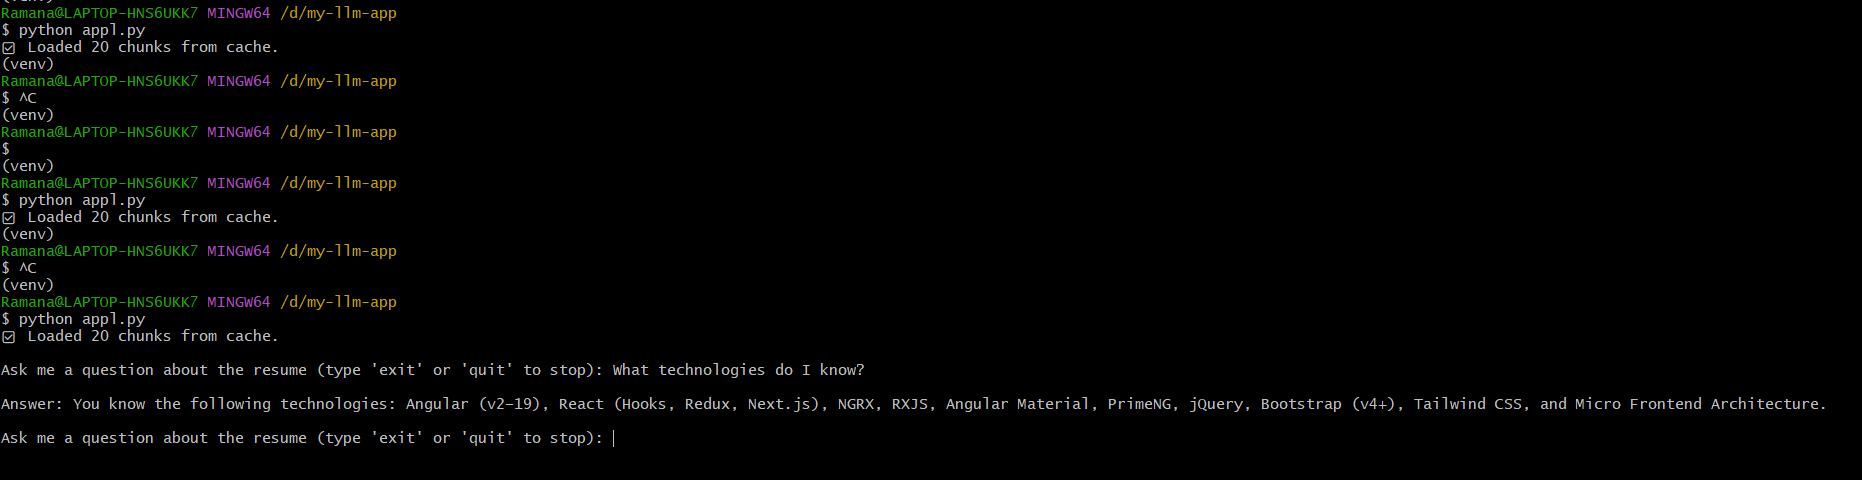 (venv)
Ramana@LAPTOP-HNS6UKK7 MINGW64 /d/my-llm-app
$ python app1.py
☑ Loaded 20 chunks from cache.
(venv)
Ramana@LAPTOP-HNS6UKK7 MINGW64 /d/my-llm-app
$ ^C
(venv)
Ramana@LAPTOP-HNS6UKK7 MINGW64 /d/my-llm-app
$
(venv)
Ramana@LAPTOP-HNS6UKK7 MINGW64 /d/my-llm-app
$ python app1.py
☑ Loaded 20 chunks from cache.
(venv)
Ramana@LAPTOP-HNS6UKK7 MINGW64 /d/my-llm-app
$ ^C
(venv)
Ramana@LAPTOP-HNS6UKK7 MINGW64 /d/my-llm-app
$ python app1.py
☑ Loaded 20 chunks from cache.
Ask me a question about the resume (type 'exit' or 'quit' to stop): What technologies do I know?
Answer: You know the following technologies: Angular (v2–19), React (Hooks, Redux, Next.js), NGRX, RXJS, Angular Material, PrimeNG, jQuery, Bootstrap (v4+), Tailwind CSS, and Micro Frontend Architecture.
Ask me a question about the resume (type 'exit' or 'quit' to stop):